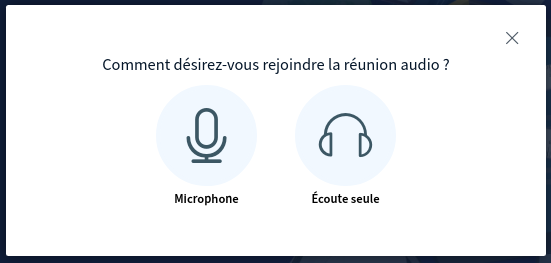 Comment désirez-vous rejoindre la réunion audio ?
Microphone
Écoute seule